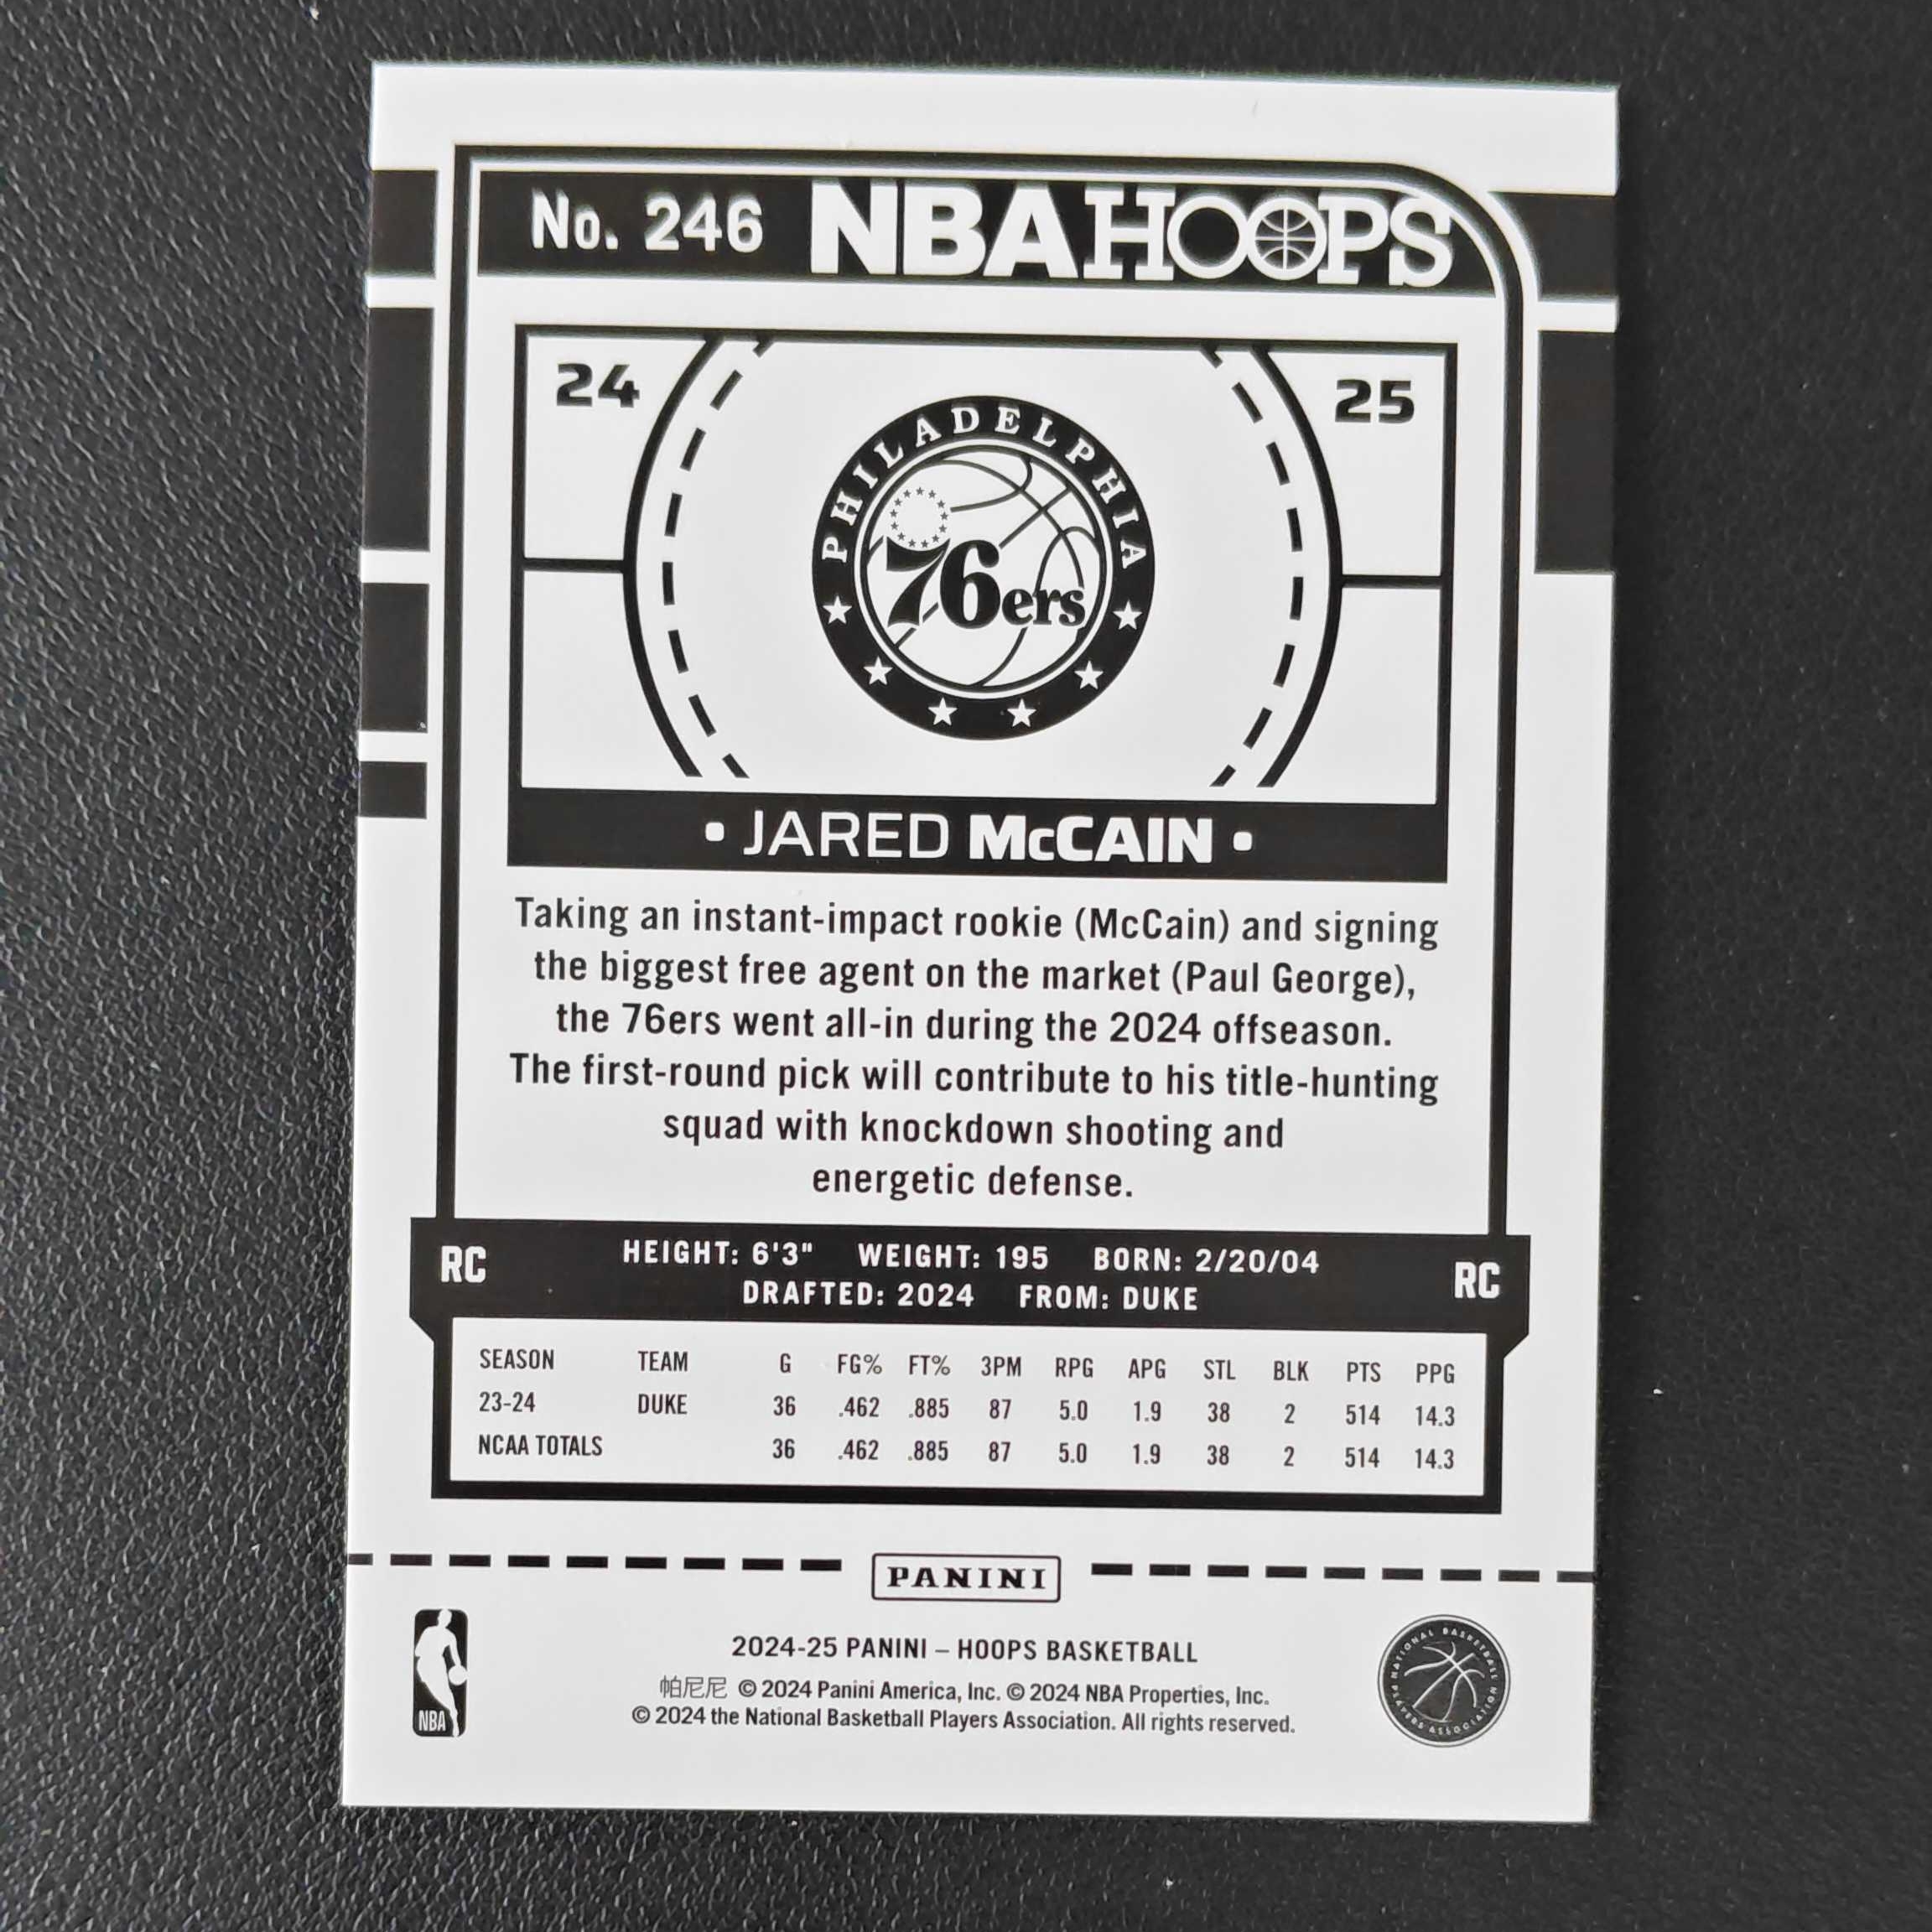 No. 246 NBA HOOPS
24
25
PHILADELPHIA
76ers
• JARED McCAIN •
Taking an instant-impact rookie (McCain) and signing
the biggest free agent on the market (Paul George),
the 76ers went all-in during the 2024 offseason.
The first-round pick will contribute to his title-hunting
squad with knockdown shooting and
energetic defense.
RC
HEIGHT: 6'3" WEIGHT: 195 BORN: 2/20/04
DRAFTED: 2024 FROM: DUKE
RC
SEASON TEAM G FG% FT% 3PM RPG APG STL BLK PTS PPG
23-24 DUKE 36 .462 .885 87 5.0 1.9 38 2 514 14.3
NCAA TOTALS 36 .462 .885 87 5.0 1.9 38 2 514 14.3
PANINI
2024-25 PANINI – HOOPS BASKETBALL
帕尼尼 © 2024 Panini America, Inc. © 2024 NBA Properties, Inc.
© 2024 the National Basketball Players Association. All rights reserved.
NBA
NATIONAL BASKETBALL PLAYERS ASSOCIATION